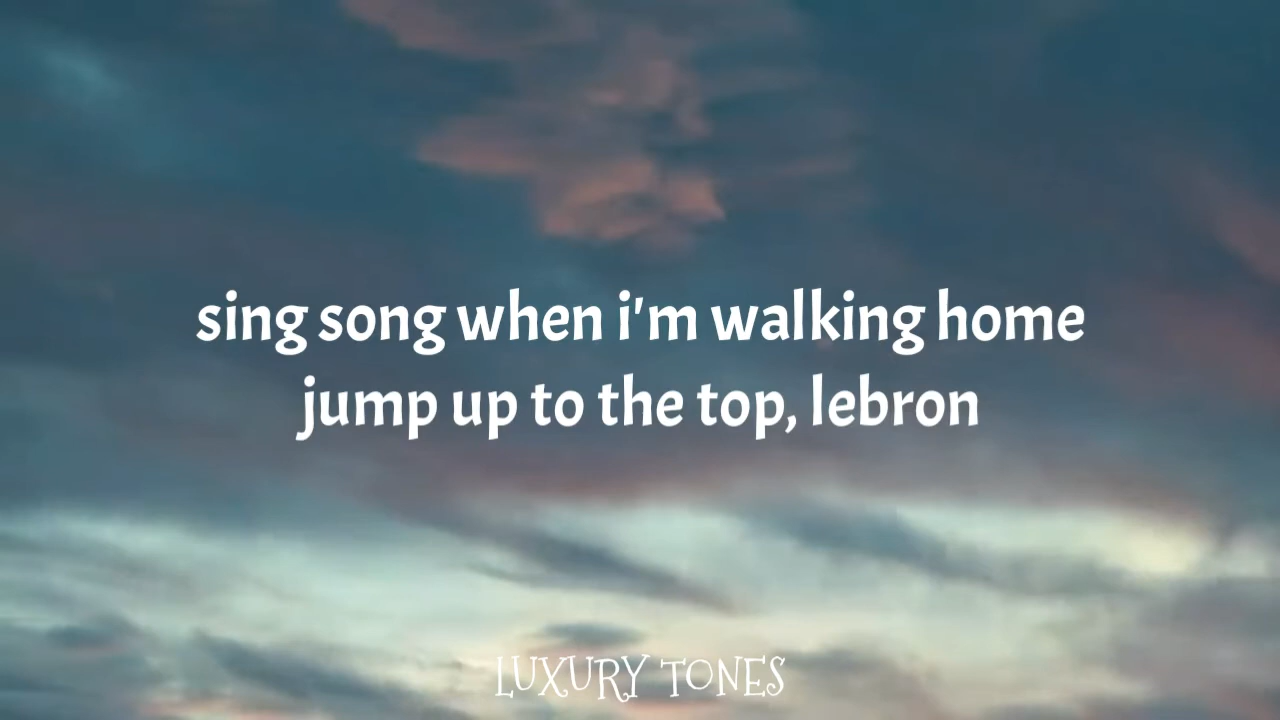 sing song when i'm walking home
jump up to the top, lebron
LUXURY TONES